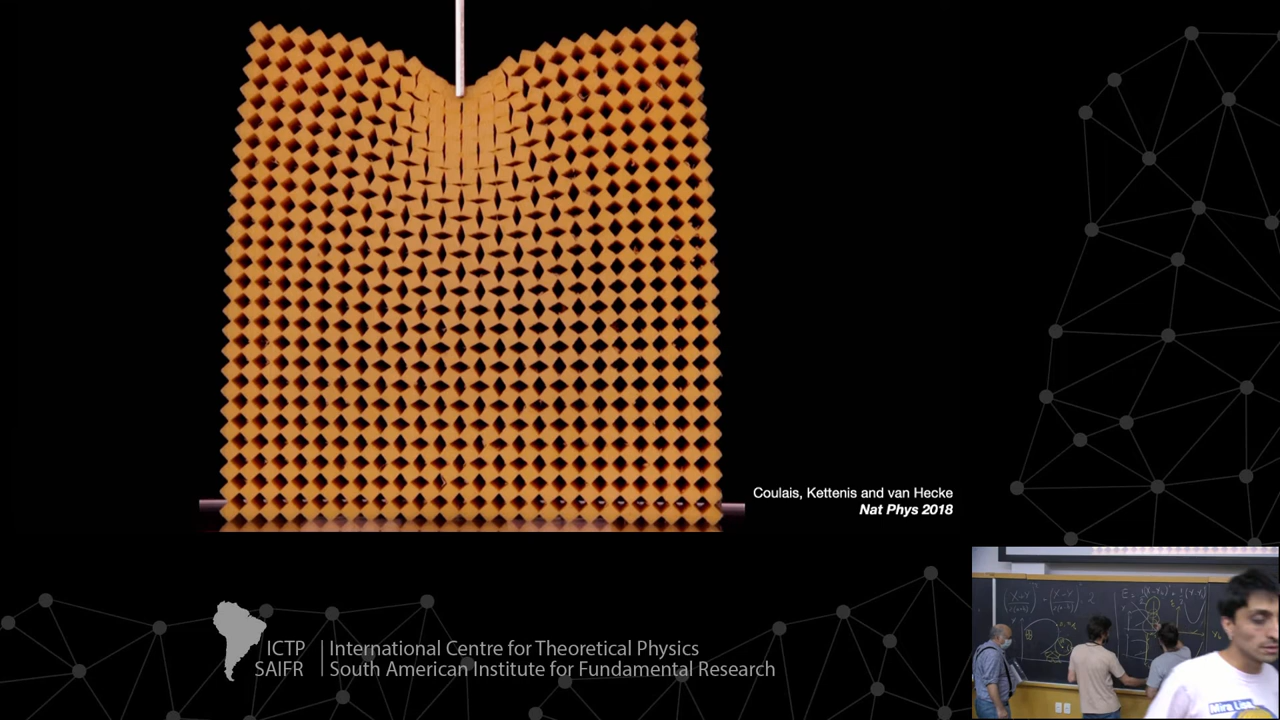 Coulais, Kettenis and van Hecke
Nat Phys 2018
ICTP
SAIFR
International Centre for Theoretical Physics
South American Institute for Fundamental Research